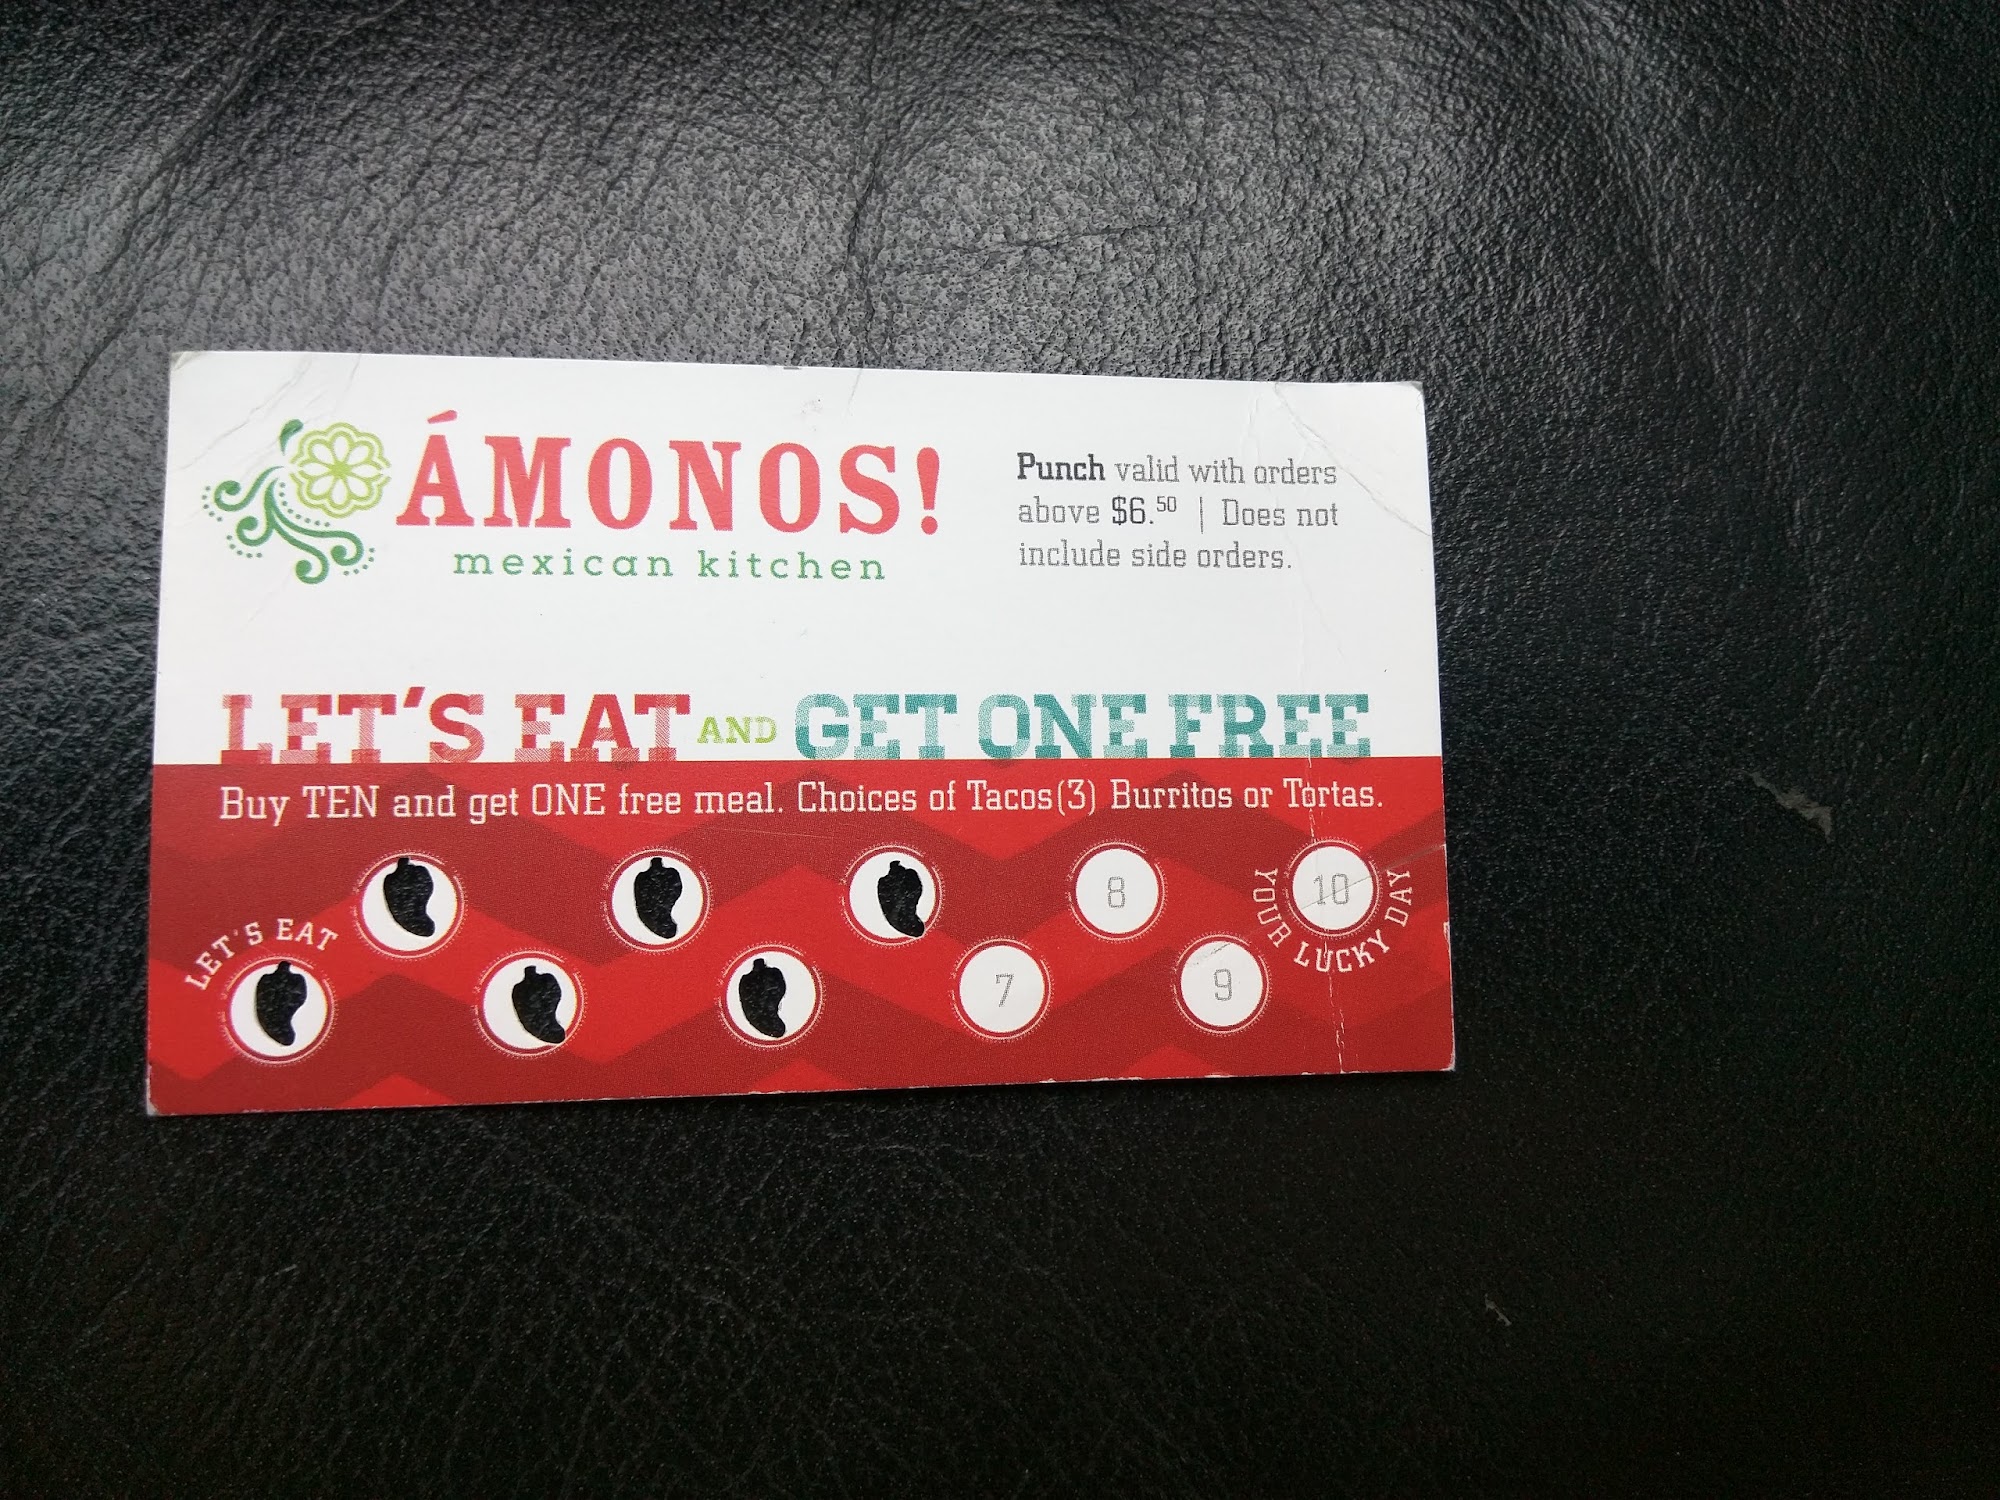 ÁMONOS!
mexican kitchen
Punch valid with orders
above $6.50 | Does not
include side orders.
LET'S EAT AND GET ONE FREE
Buy TEN and get ONE free meal. Choices of Tacos(3) Burritos or Tortas.
LET'S EAT
7
8
9
10
YOUR LUCKY DAY